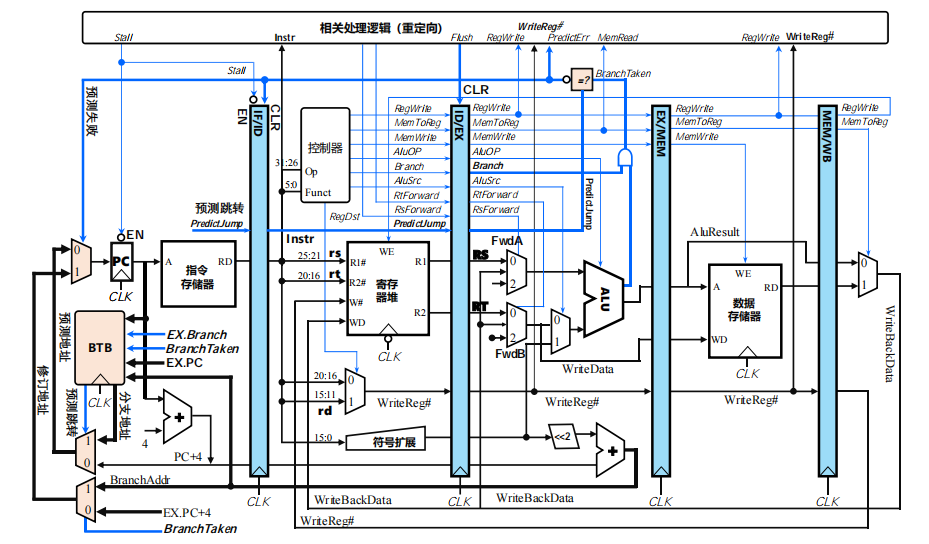 相关处理逻辑（重定向）
WriteReg#
Stall
Instr
Flush
RegWrite
PredictErr
MemRead
RegWrite
WriteReg#
Stall
=?
BranchTaken
预测失败
EN
CLR
CLR
IF/ID
ID/EX
EX/MEM
MEM/WB
控制器
Op
Funct
31:26
5:0
RegDst
RegWrite
MemToReg
MemWrite
AluOP
Branch
AluSrc
RtForward
RsForward
PredictJump
RegWrite
MemToReg
MemWrite
AluOP
Branch
AluSrc
RtForward
RsForward
PredictJump
RegWrite
MemToReg
MemWrite
RegWrite
MemToReg
预测跳转
PredictJump
EN
0
1
PC
CLK
A
RD
指令
存储器
Instr
25:21
rs
20:16
rt
R1#
R2#
W#
WD
WE
寄存
器堆
R1
R2
CLK
RS
RT
FwdA
0
2
0
2
FwdB
0
1
ALU
PredictJump
AluResult
WE
A
RD
WD
数据
存储器
CLK
0
1
WriteBackData
WriteData
预测地址
修订地址
BTB
CLK
EX.Branch
BranchTaken
EX.PC
预测跳转
分支地址
4
+
PC+4
1
0
20:16
15:11
rd
0
1
WriteReg#
WriteReg#
WriteReg#
15:0
符号扩展
<<2
+
1
0
BranchAddr
EX.PC+4
BranchTaken
CLK
CLK
CLK
CLK
WriteBackData
WriteBackData
WriteReg#